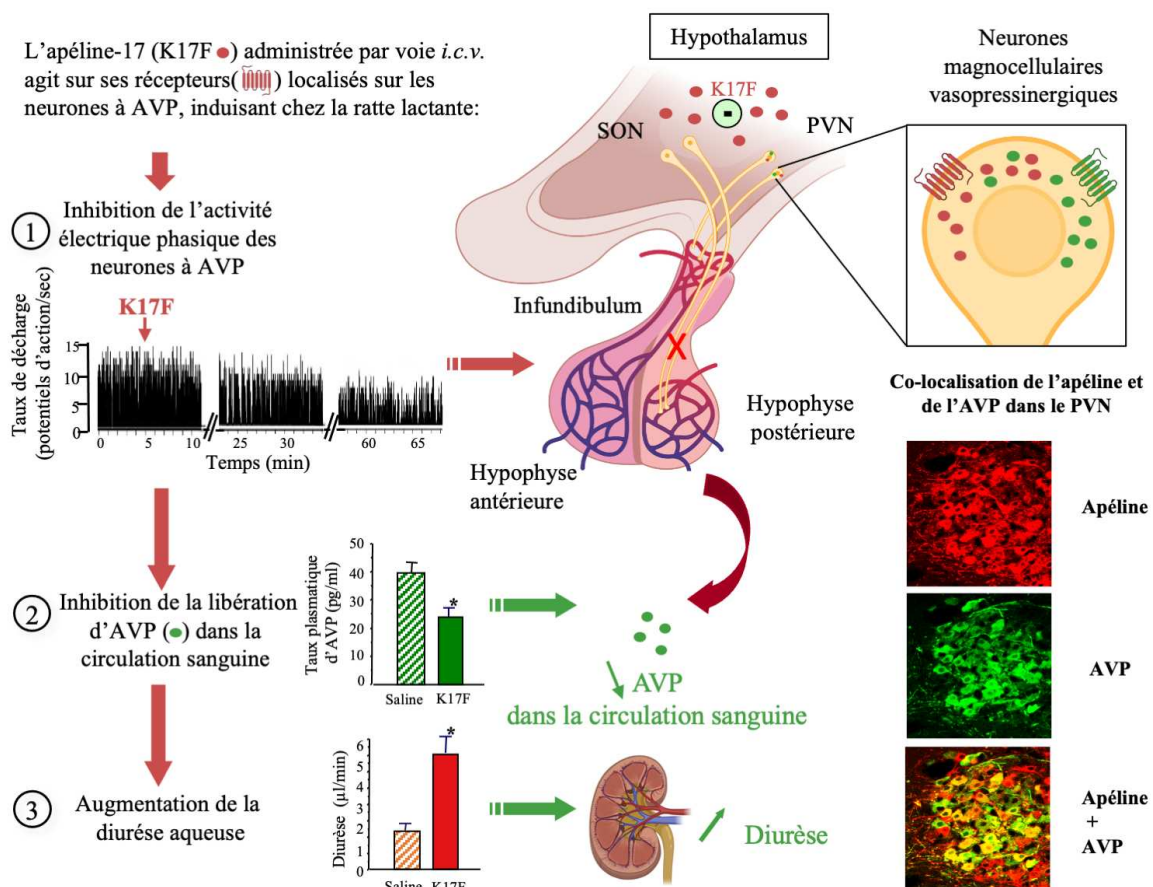 L'apéline-17 (K17F ) administrée par voie i.c.v.
agit sur ses récepteurs( ) localisés sur les
neurones à AVP, induisant chez la ratte lactante:
1
Inhibition de l'activité
électrique phasique des
neurones à AVP
K17F
Taux de décharge
(potentiels d'action/sec)
15
10
5
0
0 5 10 25 30 60 65
Temps (min)
Hypothalamus
K17F
SON
PVN
Infundibulum
X
Hypophyse
postérieure
Hypophyse
antérieure
Neurones
magnocellulaires
vasopressinergiques
Co-localisation de l'apéline et
de l'AVP dans le PVN
Apéline
AVP
Apéline
+
AVP
2
Inhibition de la libération
d'AVP ( ) dans la
circulation sanguine
Taux plasmatique
d'AVP (pg/ml)
50
40
30
20
10
0
*
Saline K17F
AVP
dans la circulation sanguine
3
Augmentation de la
diurése aqueuse
Diurèse (µl/min)
6
5
4
3
2
1
0
*
Saline K17F
Diurèse